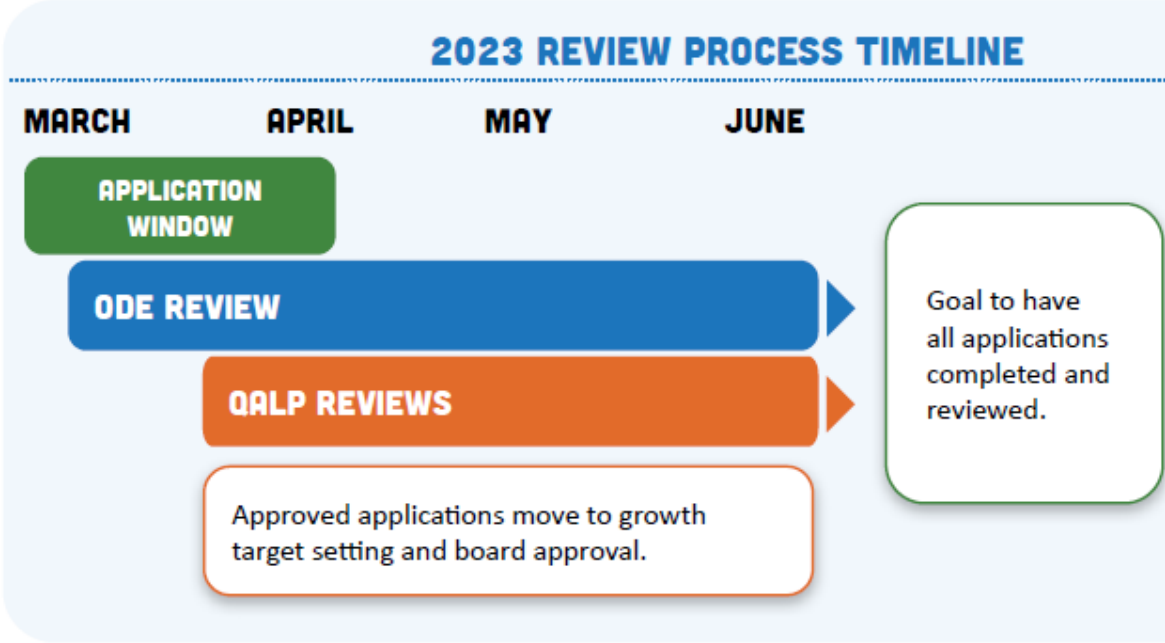 2023 REVIEW PROCESS TIMELINE
MARCH APRIL MAY JUNE
APPLICATION
WINDOW
ODE REVIEW
QALP REVIEWS
Goal to have
all applications
completed and
reviewed.
Approved applications move to growth
target setting and board approval.